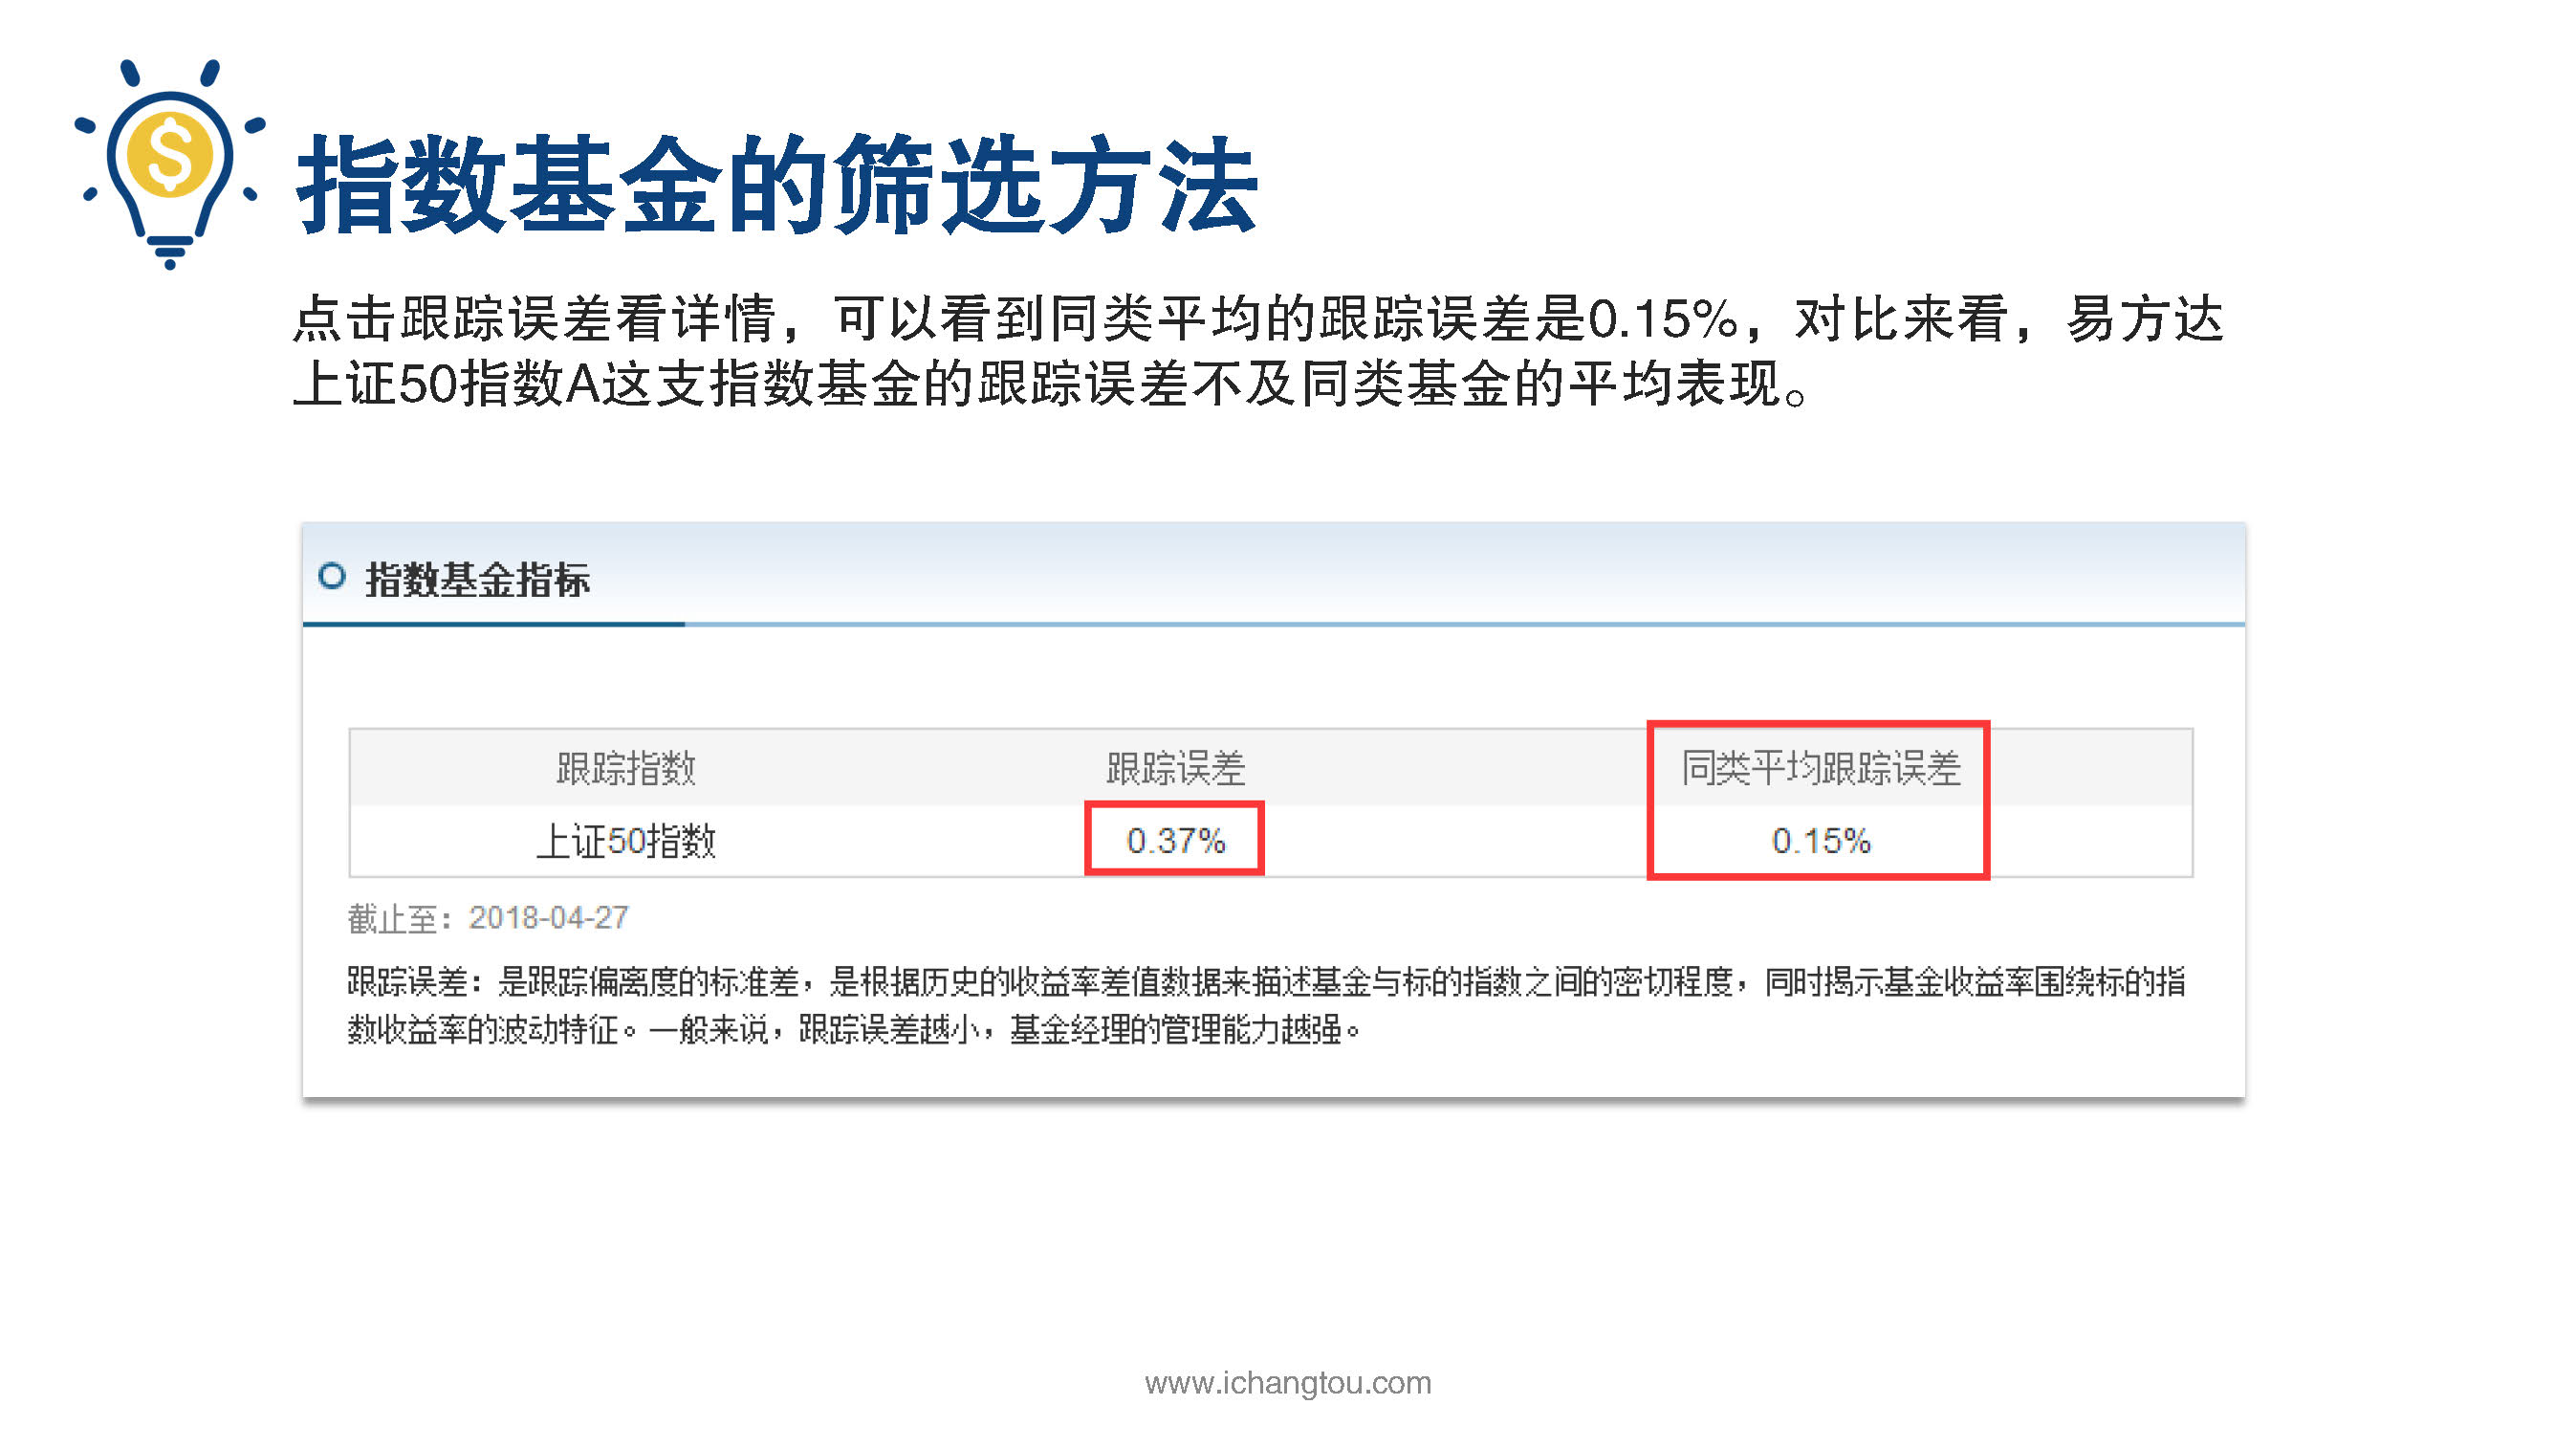 指数基金的筛选方法
点击跟踪误差看详情，可以看到同类平均的跟踪误差是0.15%，对比来看，易方达
上证50指数A这支指数基金的跟踪误差不及同类基金的平均表现。
指数基金指标
跟踪指数 跟踪误差 同类平均跟踪误差
上证50指数 0.37% 0.15%
截止至：2018-04-27
跟踪误差：是跟踪偏离度的标准差，是根据历史的收益率差值数据来描述基金与标的指数之间的密切程度，同时揭示基金收益率围绕标的指
数收益率的波动特征。一般来说，跟踪误差越小，基金经理的管理能力越强。
www.ichangtou.com